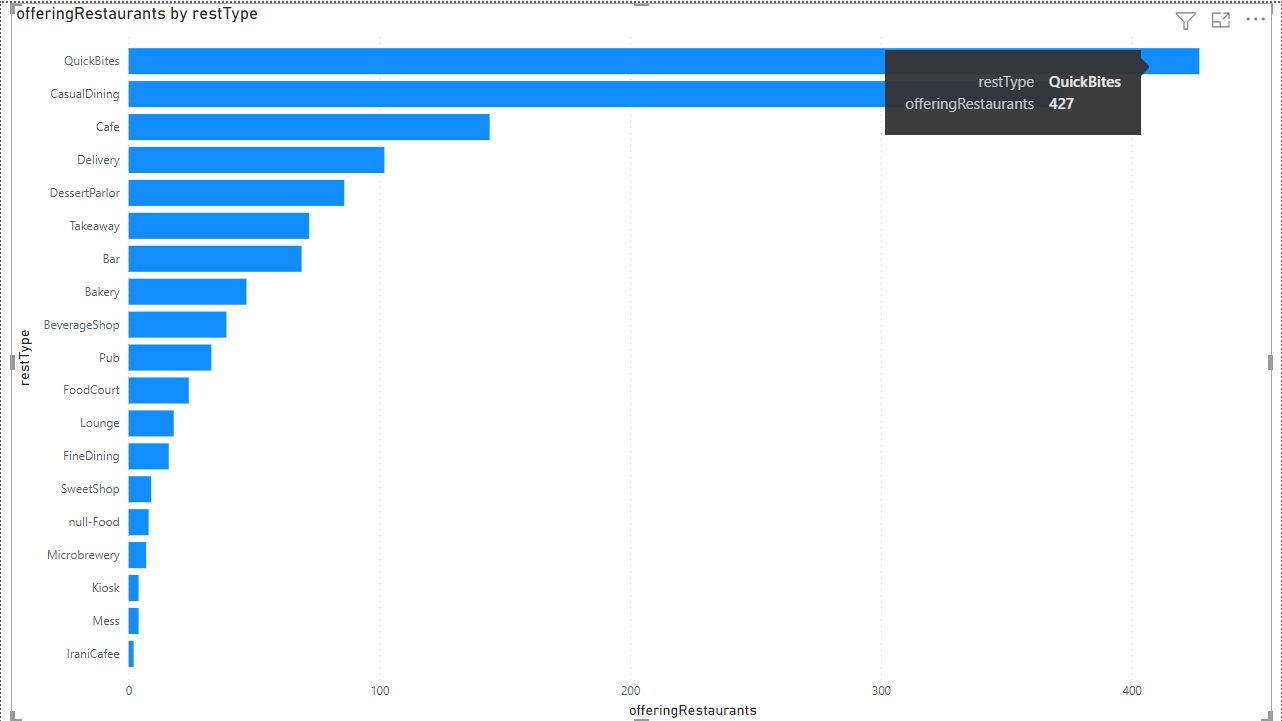 offeringRestaurants by restType
QuickBites
CasualDining
Cafe
Delivery
DessertParlor
Takeaway
Bar
Bakery
BeverageShop
Pub
FoodCourt
Lounge
FineDining
SweetShop
null-Food
Microbrewery
Kiosk
Mess
IraniCafee
restType
restType QuickBites
offeringRestaurants 427
0 100 200 300 400
offeringRestaurants